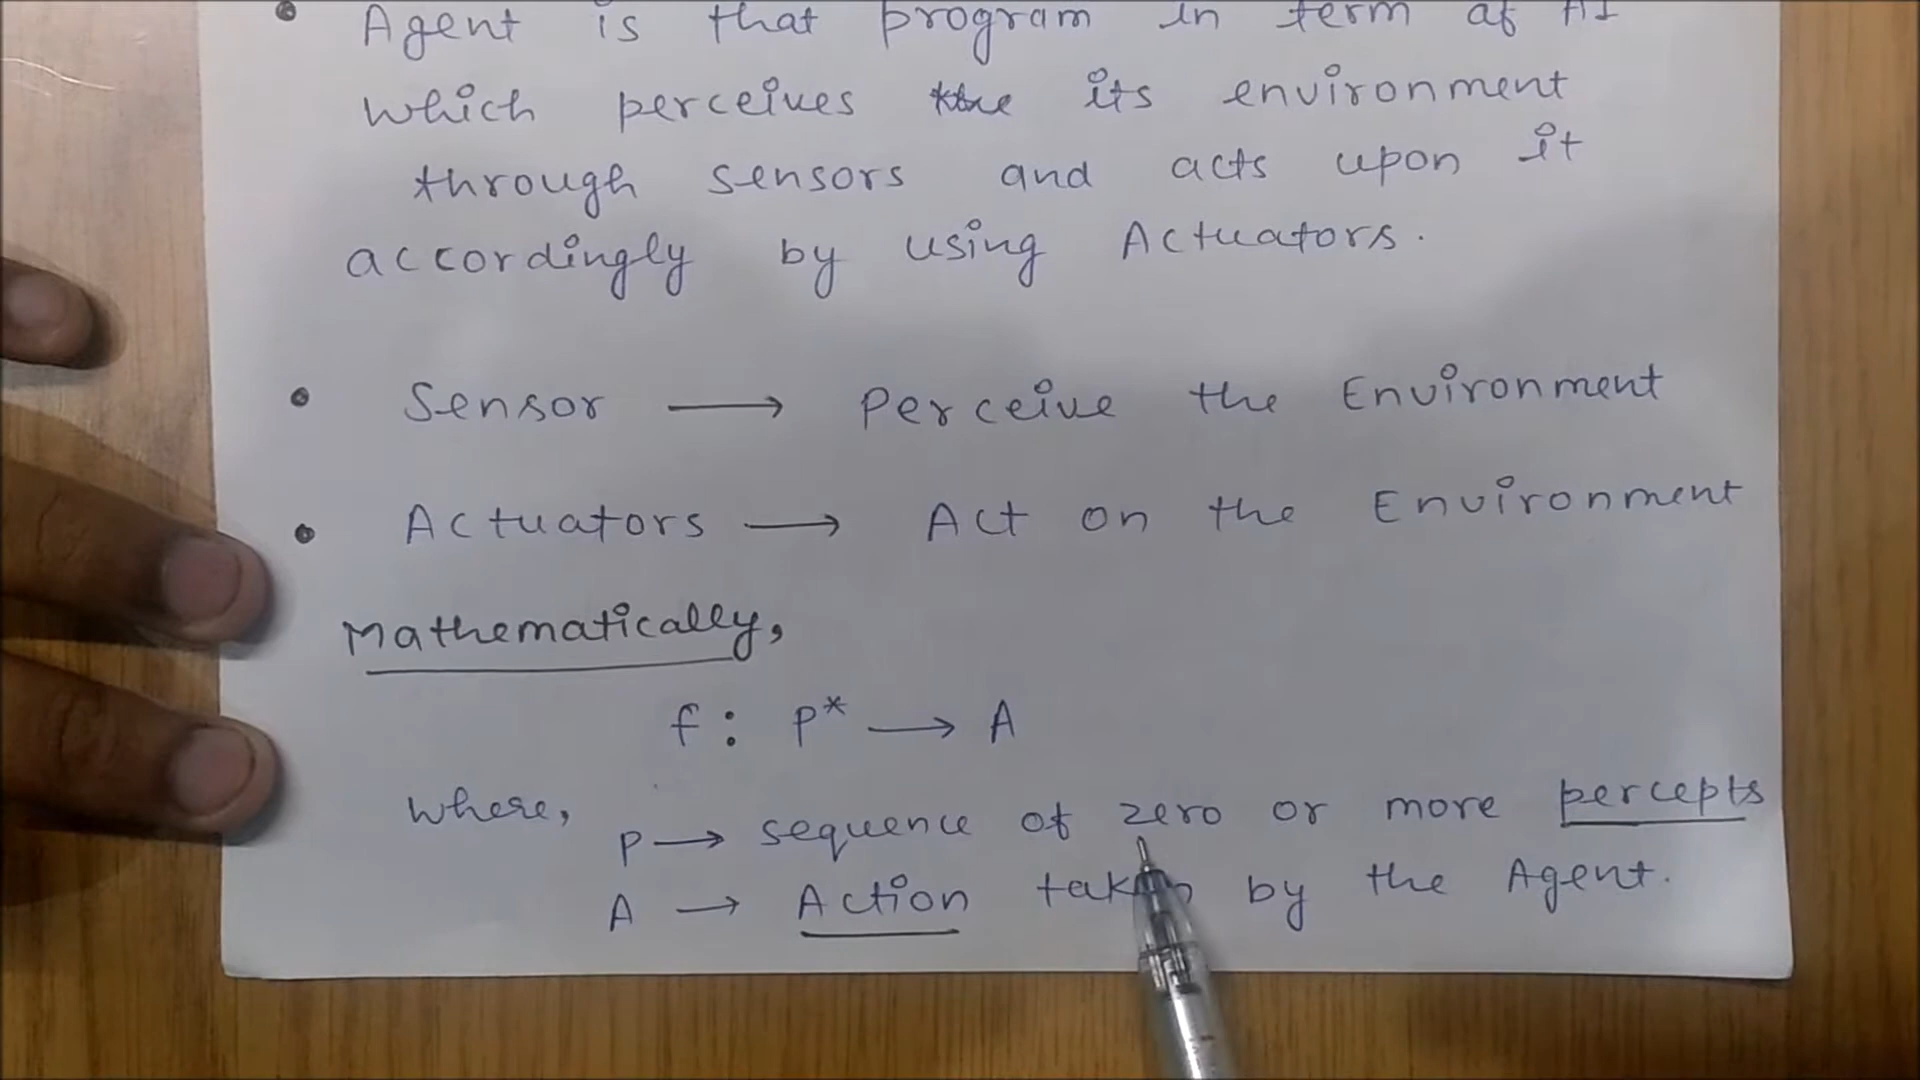 • Agent is that program in term of AI
which perceives the its environment
through sensors and acts upon it
accordingly by using Actuators.
• Sensor → Perceive the Environment
• Actuators → Act on the Environment
Mathematically,
f : P* → A
where,
P → sequence of zero or more percepts
A → Action taken by the Agent.